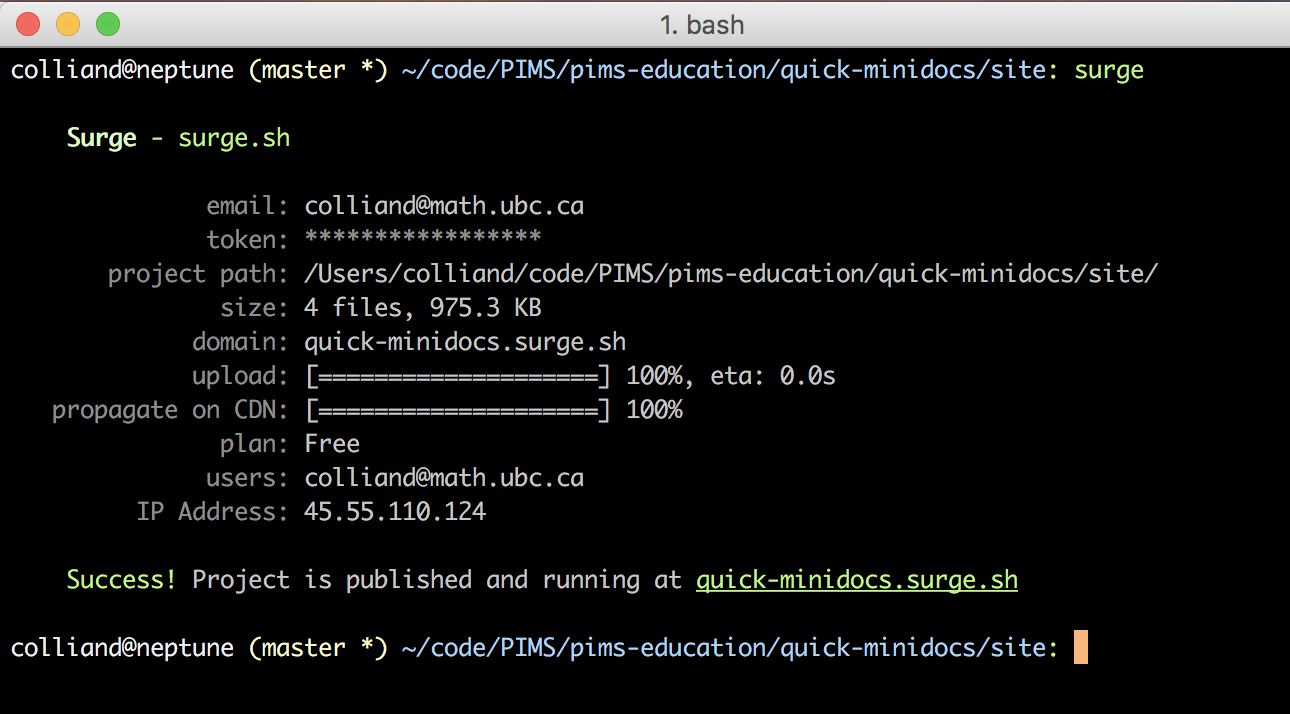 1. bash
colliand@neptune (master *) ~/code/PIMS/pims-education/quick-minidocs/site: surge
Surge - surge.sh
email: colliand@math.ubc.ca
token: *****************
project path: /Users/colliand/code/PIMS/pims-education/quick-minidocs/site/
size: 4 files, 975.3 KB
domain: quick-minidocs.surge.sh
upload: [====================] 100%, eta: 0.0s
propagate on CDN: [====================] 100%
plan: Free
users: colliand@math.ubc.ca
IP Address: 45.55.110.124
Success! Project is published and running at quick-minidocs.surge.sh
colliand@neptune (master *) ~/code/PIMS/pims-education/quick-minidocs/site: